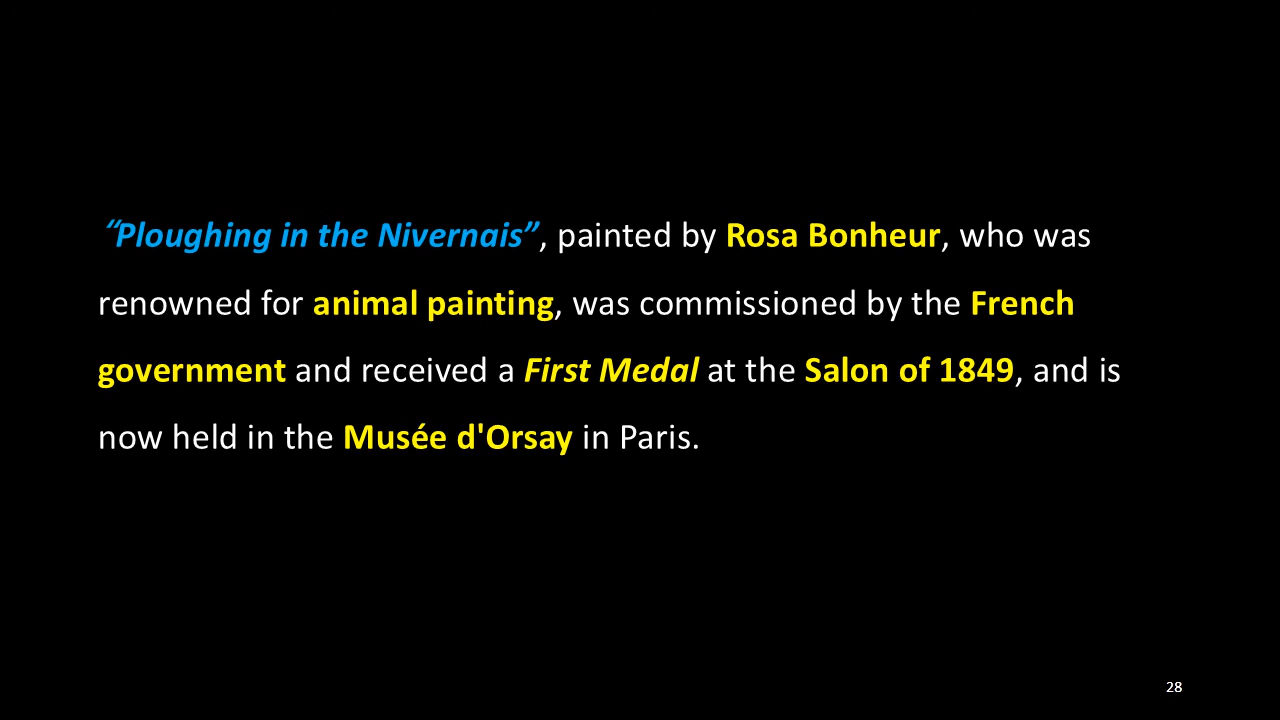 “Ploughing in the Nivernais”, painted by Rosa Bonheur, who was
renowned for animal painting, was commissioned by the French
government and received a First Medal at the Salon of 1849, and is
now held in the Musée d'Orsay in Paris.
28